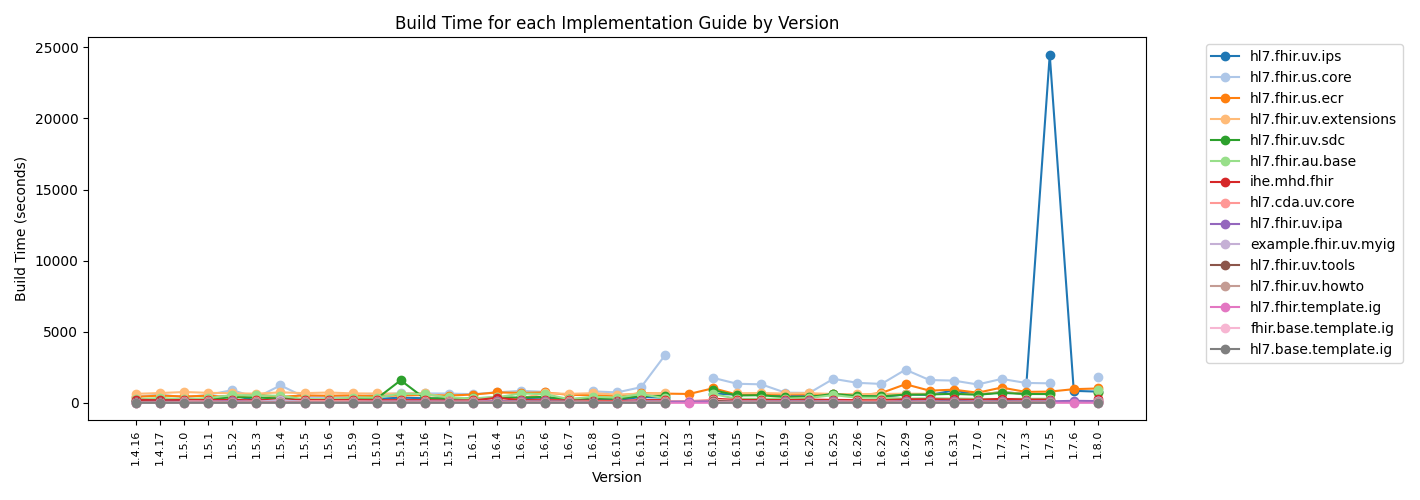 Build Time for each Implementation Guide by Version
Build Time (seconds)
25000
20000
15000
10000
5000
0
1.4.16
1.4.17
1.5.0
1.5.1
1.5.2
1.5.3
1.5.4
1.5.5
1.5.6
1.5.9
1.5.10
1.5.14
1.5.16
1.5.17
1.6.1
1.6.4
1.6.5
1.6.6
1.6.7
1.6.8
1.6.10
1.6.11
1.6.12
1.6.13
1.6.14
1.6.15
1.6.17
1.6.19
1.6.20
1.6.25
1.6.26
1.6.27
1.6.29
1.6.30
1.6.31
1.7.0
1.7.2
1.7.3
1.7.5
1.7.6
1.8.0
Version
hl7.fhir.uv.ips
hl7.fhir.us.core
hl7.fhir.us.ecr
hl7.fhir.uv.extensions
hl7.fhir.uv.sdc
hl7.fhir.au.base
ihe.mhd.fhir
hl7.cda.uv.core
hl7.fhir.uv.ipa
example.fhir.uv.myig
hl7.fhir.uv.tools
hl7.fhir.uv.howto
hl7.fhir.template.ig
fhir.base.template.ig
hl7.base.template.ig